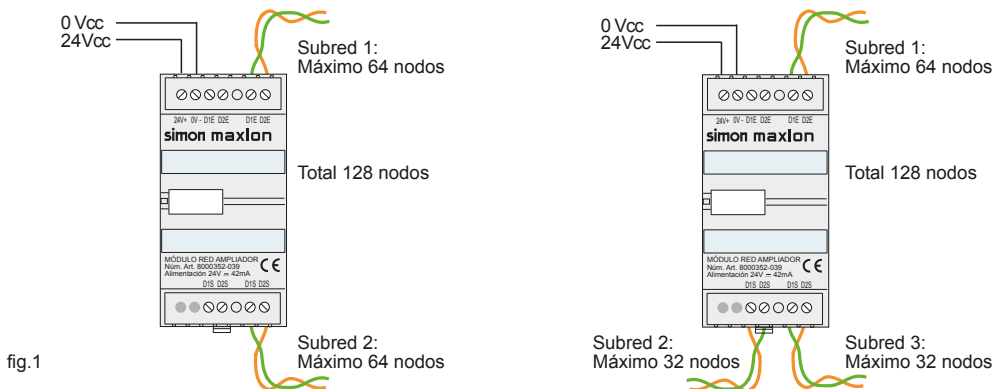 0 Vcc
24Vcc
Subred 1:
Máximo 64 nodos
24V+ 0V - D1E D2E D1E D2E
simon maxlon
Total 128 nodos
MÓDULO RED AMPLIADOR
Núm. Art. 8000352-039
Alimentación 24V = 42mA
CE
D1S D2S D1S D2S
Subred 2:
Máximo 64 nodos
fig.1
0 Vcc
24Vcc
Subred 1:
Máximo 64 nodos
24V+ 0V - D1E D2E D1E D2E
simon maxlon
Total 128 nodos
MÓDULO RED AMPLIADOR
Núm. Art. 8000352-039
Alimentación 24V = 42mA
CE
D1S D2S D1S D2S
Subred 2:
Máximo 32 nodos
Subred 3:
Máximo 32 nodos